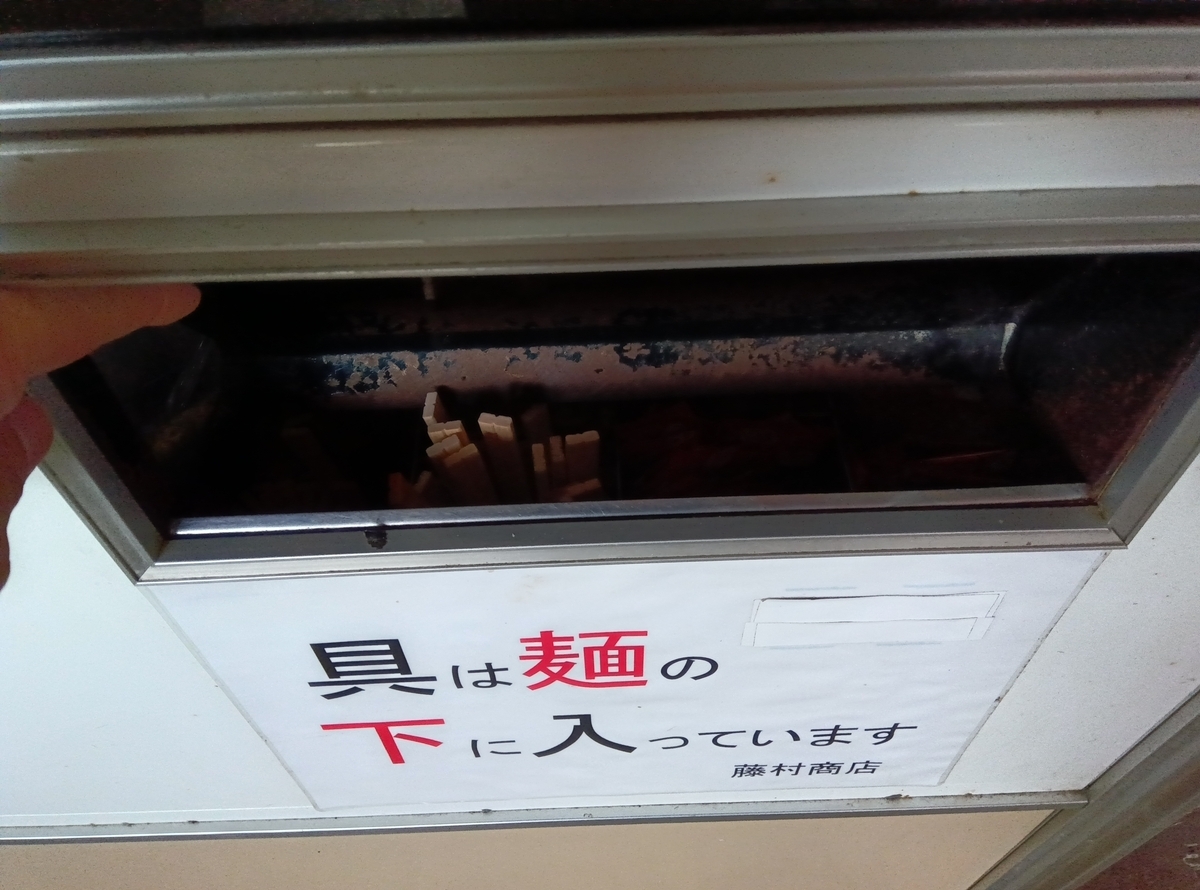 具は麺の
下に入っています
藤村商店